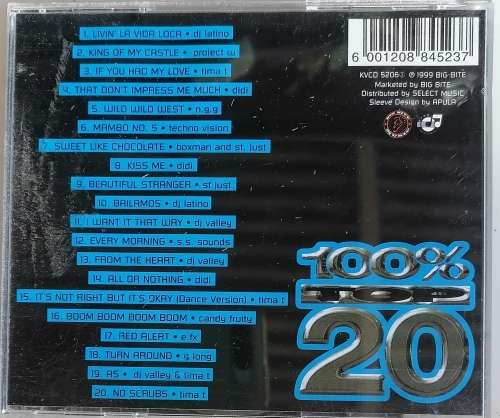 1. LIVIN' LA VIDA LOCA • dj latino
2. KING OF MY CASTLE • project w
3. IF YOU HAD MY LOVE • tima t
4. THAT DON'T IMPRESS ME MUCH • didi
5. WILD WILD WEST • n.g.g
6. MAMBO NO. 5 • techno vision
7. SWEET LIKE CHOCOLATE • boxman and st. just
8. KISS ME • didi
9. BEAUTIFUL STRANGER • st just
10. BAILAMOS • dj latino
11. I WANT IT THAT WAY • dj valley
12. EVERY MORNING • s.s. sounds
13. FROM THE HEART • dj valley
14. ALL OR NOTHING • didi
15. IT'S NOT RIGHT BUT IT'S OKAY (Dance Version) • tima t
16. BOOM BOOM BOOM BOOM • candy fruity
17. RED ALERT • e.fx
18. TURN AROUND • g long
19. AS • dj valley & tima t
20. NO SCRUBS • tima t
6 001208 845237
KVCD 5206 ℗ 1999 BIG BITE
Marketed by BIG BITE
Distributed by SELECT MUSIC
Sleeve Design by APULA
100%
TOP
20